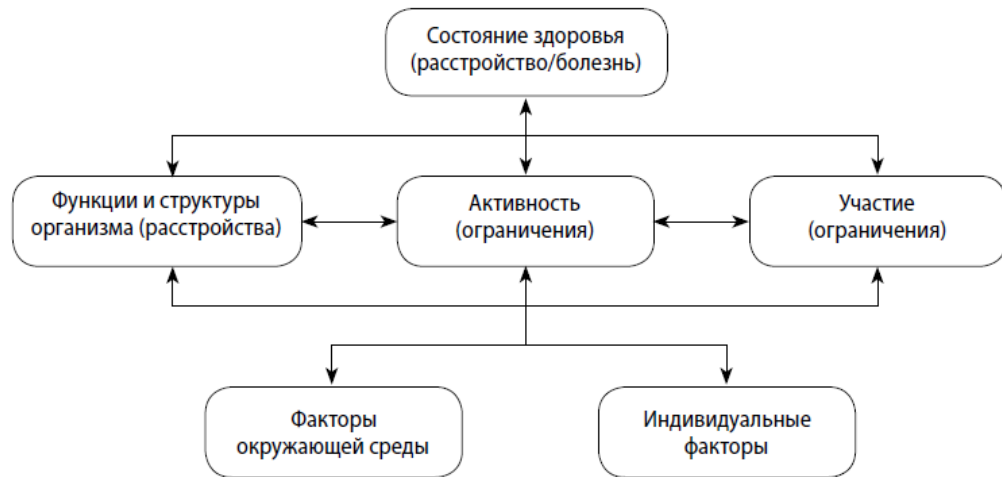 Состояние здоровья
(расстройство/болезнь)
Функции и структуры
организма (расстройства)
Активность
(ограничения)
Участие
(ограничения)
Факторы
окружающей среды
Индивидуальные
факторы